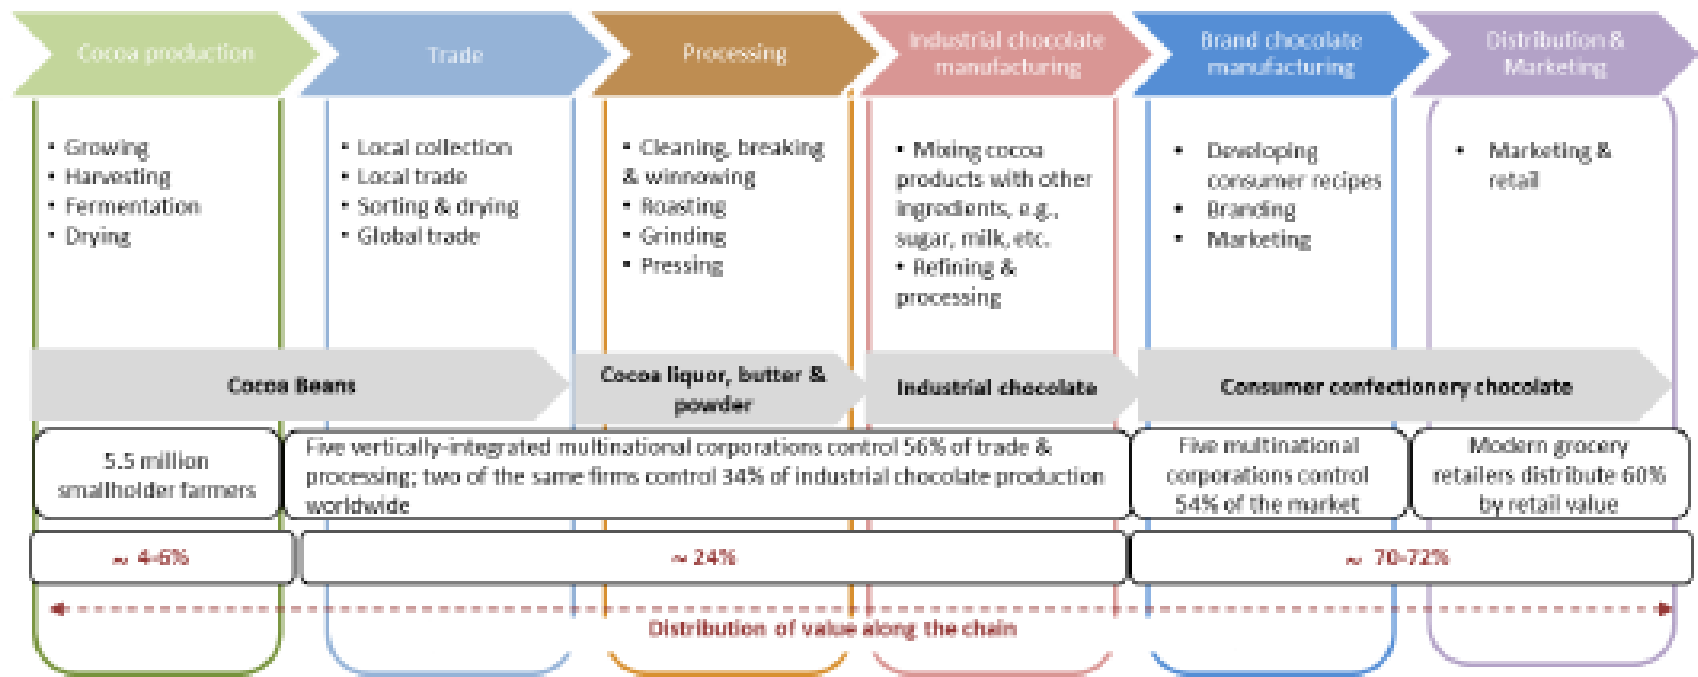 Cocoa production
Trade
Processing
Industrial chocolate
manufacturing
Brand chocolate
manufacturing
Distribution &
Marketing
• Growing
• Harvesting
• Fermentation
• Drying
• Local collection
• Local trade
• Sorting & drying
• Global trade
• Cleaning, breaking
& winnowing
• Roasting
• Grinding
• Pressing
• Mixing cocoa
products with other
ingredients, e.g.,
sugar, milk, etc.
• Refining &
processing
• Developing
consumer recipes
• Branding
• Marketing
• Marketing &
retail
Cocoa Beans
Cocoa liquor, butter &
powder
Industrial chocolate
Consumer confectionery chocolate
5.5 million
smallholder farmers
Five vertically-integrated multinational corporations control 56% of trade &
processing; two of the same firms control 34% of industrial chocolate production
worldwide
Five multinational
corporations control
54% of the market
Modern grocery
retailers distribute 60%
by retail value
~ 4-6%
~ 24%
~ 70-72%
Distribution of value along the chain